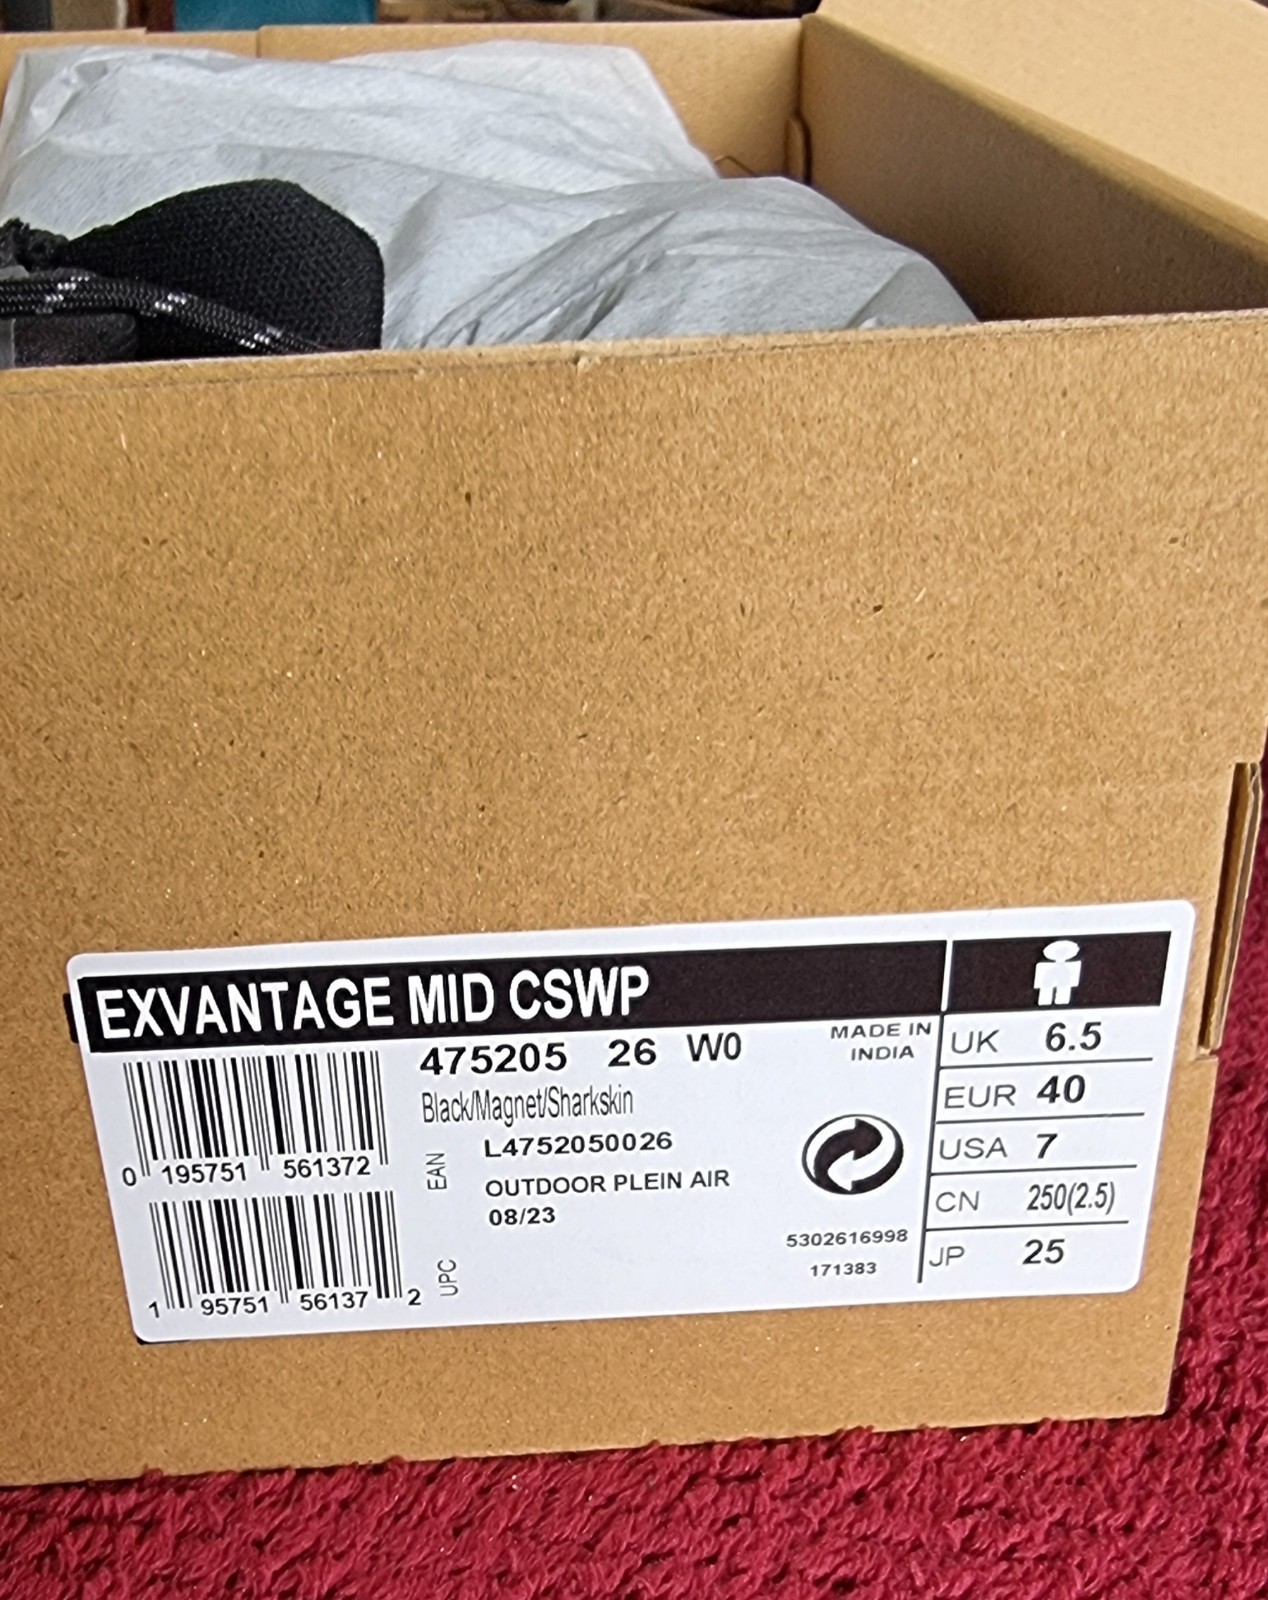 EXVANTAGE MID CSWP
475205 26 W0
MADE IN
INDIA
Black/Magnet/Sharkskin
L4752050026
OUTDOOR PLEIN AIR
08/23
EAN
0 195751 561372
UPC
1 95751 56137 2
5302616998
171383
UK 6.5
EUR 40
USA 7
CN 250(2.5)
JP 25